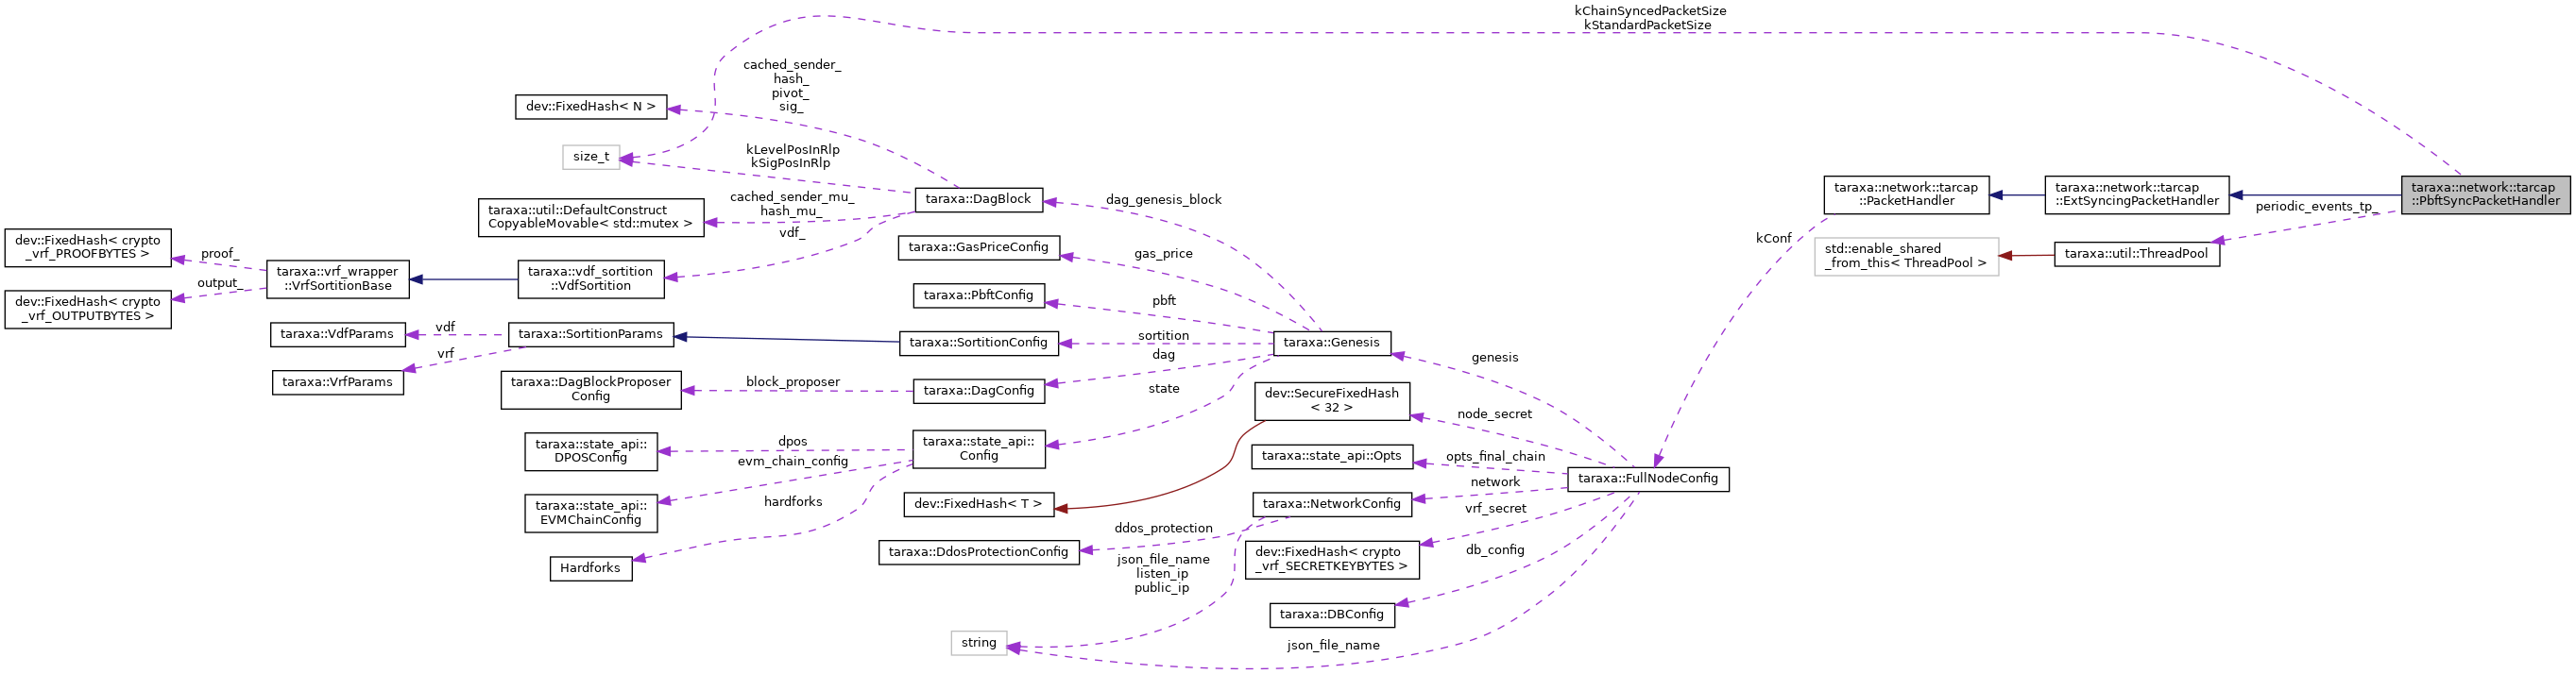 kChainSyncedPacketSize
kStandardPacketSize
cached_sender_
hash_
pivot_
sig_
dev::FixedHash< N >
size_t
kLevelPosInRlp
kSigPosInRlp
taraxa::DagBlock
dag_genesis_block
taraxa::network::tarcap
::PacketHandler
taraxa::network::tarcap
::ExtSyncingPacketHandler
taraxa::network::tarcap
::PbftSyncPacketHandler
periodic_events_tp_
taraxa::util::DefaultConstruct
CopyableMovable< std::mutex >
cached_sender_mu_
hash_mu_
vdf_
dev::FixedHash< crypto
_vrf_PROOFBYTES >
proof_
output_
dev::FixedHash< crypto
_vrf_OUTPUTBYTES >
taraxa::vrf_wrapper
::VrfSortitionBase
taraxa::vdf_sortition
::VdfSortition
taraxa::GasPriceConfig
gas_price
kConf
std::enable_shared
_from_this< ThreadPool >
taraxa::util::ThreadPool
taraxa::PbftConfig
pbft
taraxa::VdfParams
vdf
taraxa::SortitionParams
taraxa::SortitionConfig
sortition
taraxa::Genesis
genesis
vrf
taraxa::VrfParams
dag
taraxa::DagBlockProposer
Config
block_proposer
taraxa::DagConfig
state
dev::SecureFixedHash
< 32 >
node_secret
taraxa::state_api::
DPOSConfig
dpos
evm_chain_config
hardforks
taraxa::state_api::
Config
taraxa::state_api::Opts
opts_final_chain
taraxa::FullNodeConfig
taraxa::state_api::
EVMChainConfig
dev::FixedHash< T >
taraxa::NetworkConfig
network
vrf_secret
Hardforks
taraxa::DdosProtectionConfig
ddos_protection
json_file_name
listen_ip
public_ip
dev::FixedHash< crypto
_vrf_SECRETKEYBYTES >
db_config
taraxa::DBConfig
string
json_file_name